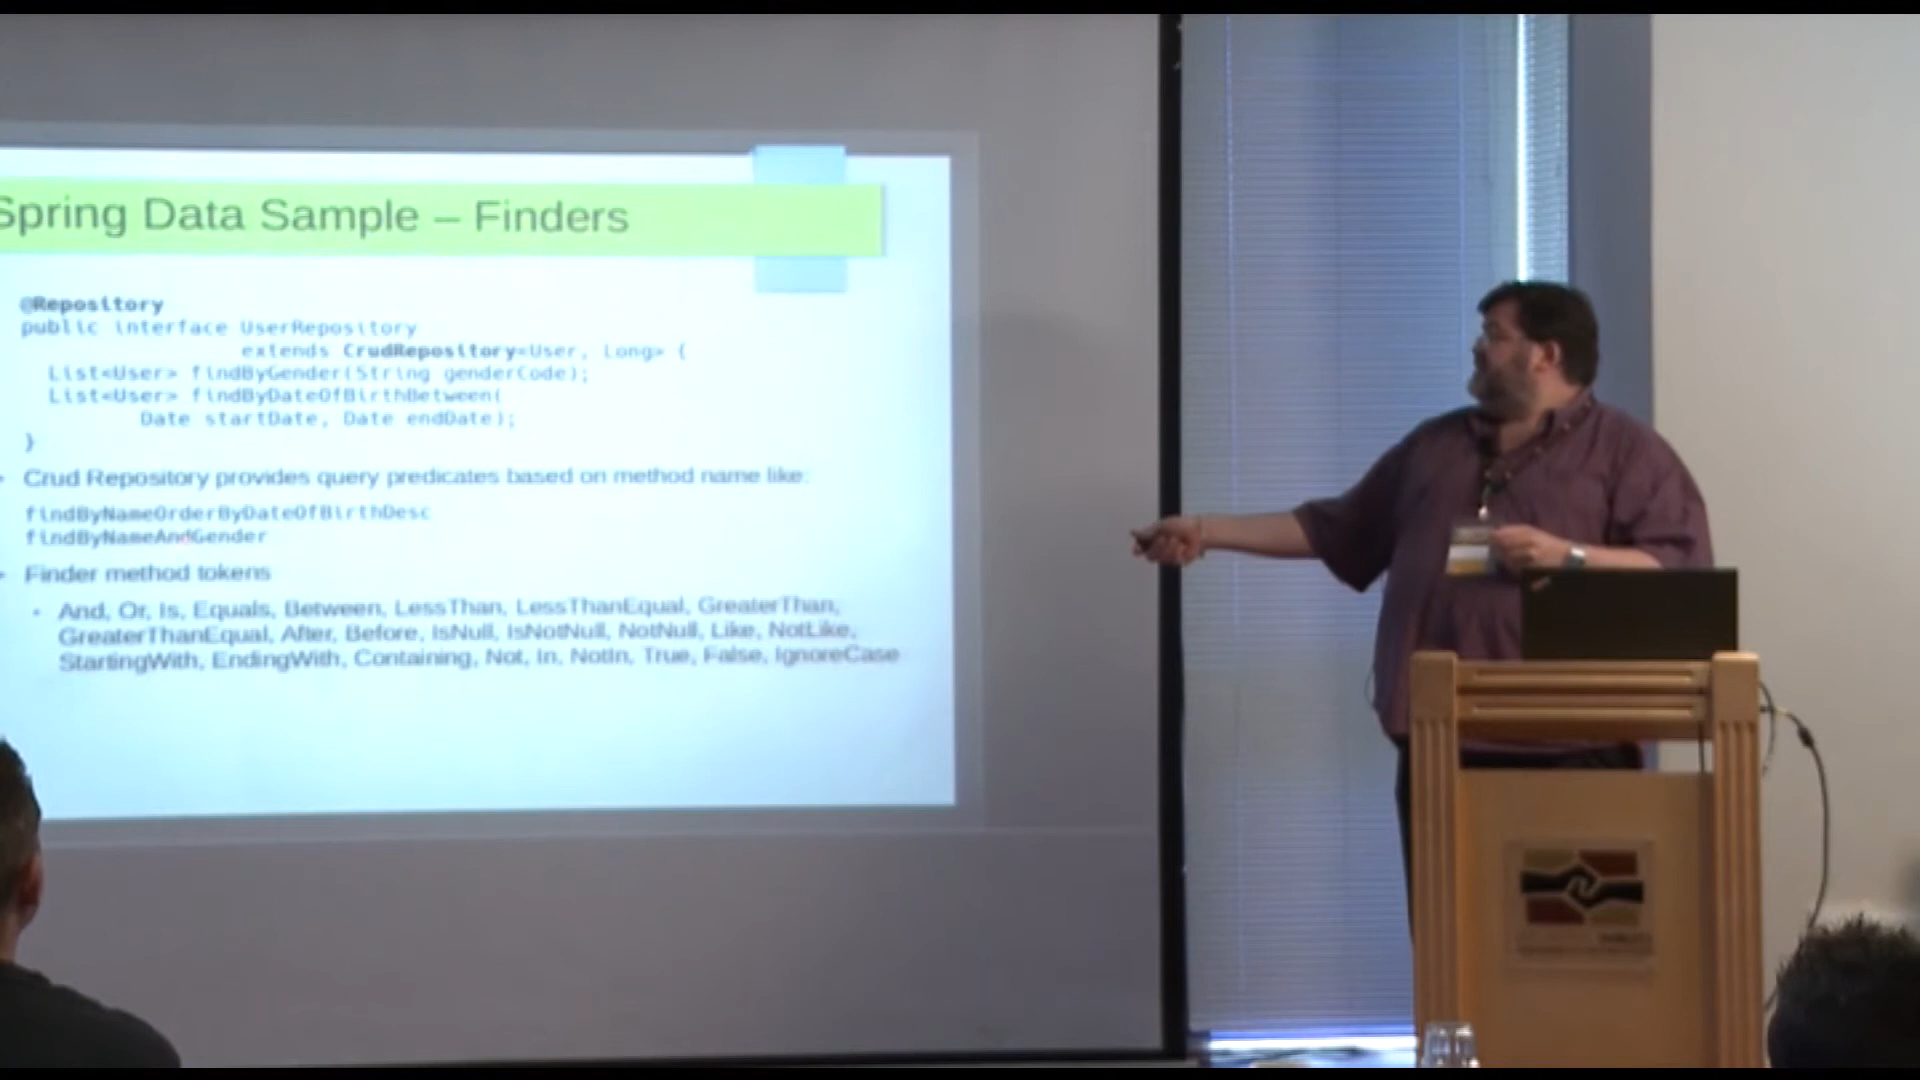 Spring Data Sample – Finders
@Repository
public interface UserRepository
extends CrudRepository<User, Long> {
List<User> findByGender(String genderCode);
List<User> findByDateOfBirthBetween(
Date startDate, Date endDate);
}
Crud Repository provides query predicates based on method name like:
findByNameOrderByDateOfBirthDesc
findByNameAndGender
Finder method tokens
And, Or, Is, Equals, Between, LessThan, LessThanEqual, GreaterThan,
GreaterThanEqual, After, Before, IsNull, IsNotNull, NotNull, Like, NotLike,
StartingWith, EndingWith, Containing, Not, In, NotIn, True, False, IgnoreCase